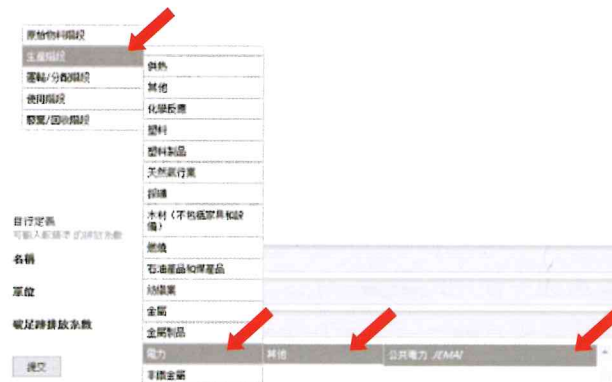 原始物料階段
生產階段
運輸/分配階段
使用階段
廢棄/回收階段
供熱
其他
化學反應
塑料
塑料製品
天然氣行業
採礦
木材（不包括家具和設備）
燃燒
石油產品和煤產品
紡織業
金屬
金屬製品
電力
其他
公共電力 JEMAI
非鐵金屬
自行定義
名稱
單位
碳足跡排放系數
提交